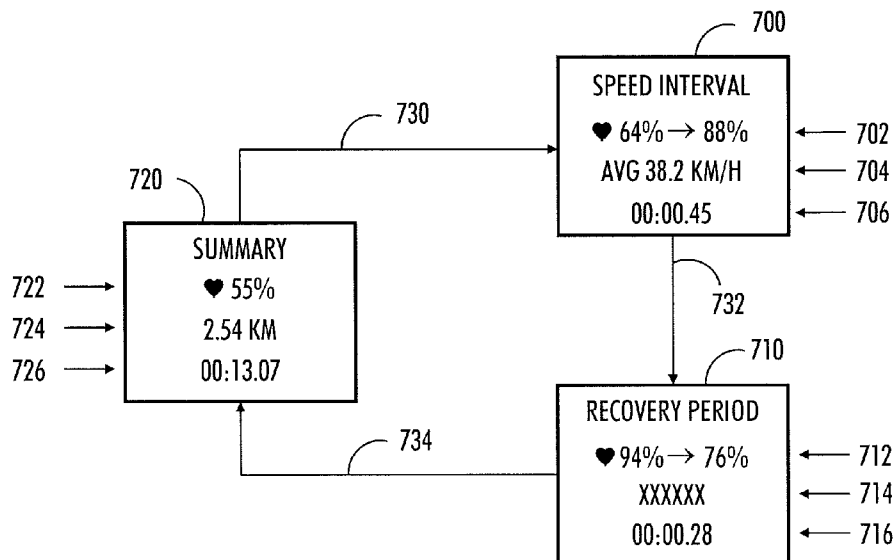 700
SPEED INTERVAL
♥ 64% → 88%
702
AVG 38.2 KM/H
704
00:00.45
706
730
720
SUMMARY
♥ 55%
722
2.54 KM
724
00:13.07
726
732
710
RECOVERY PERIOD
♥ 94% → 76%
712
XXXXXX
714
00:00.28
716
734